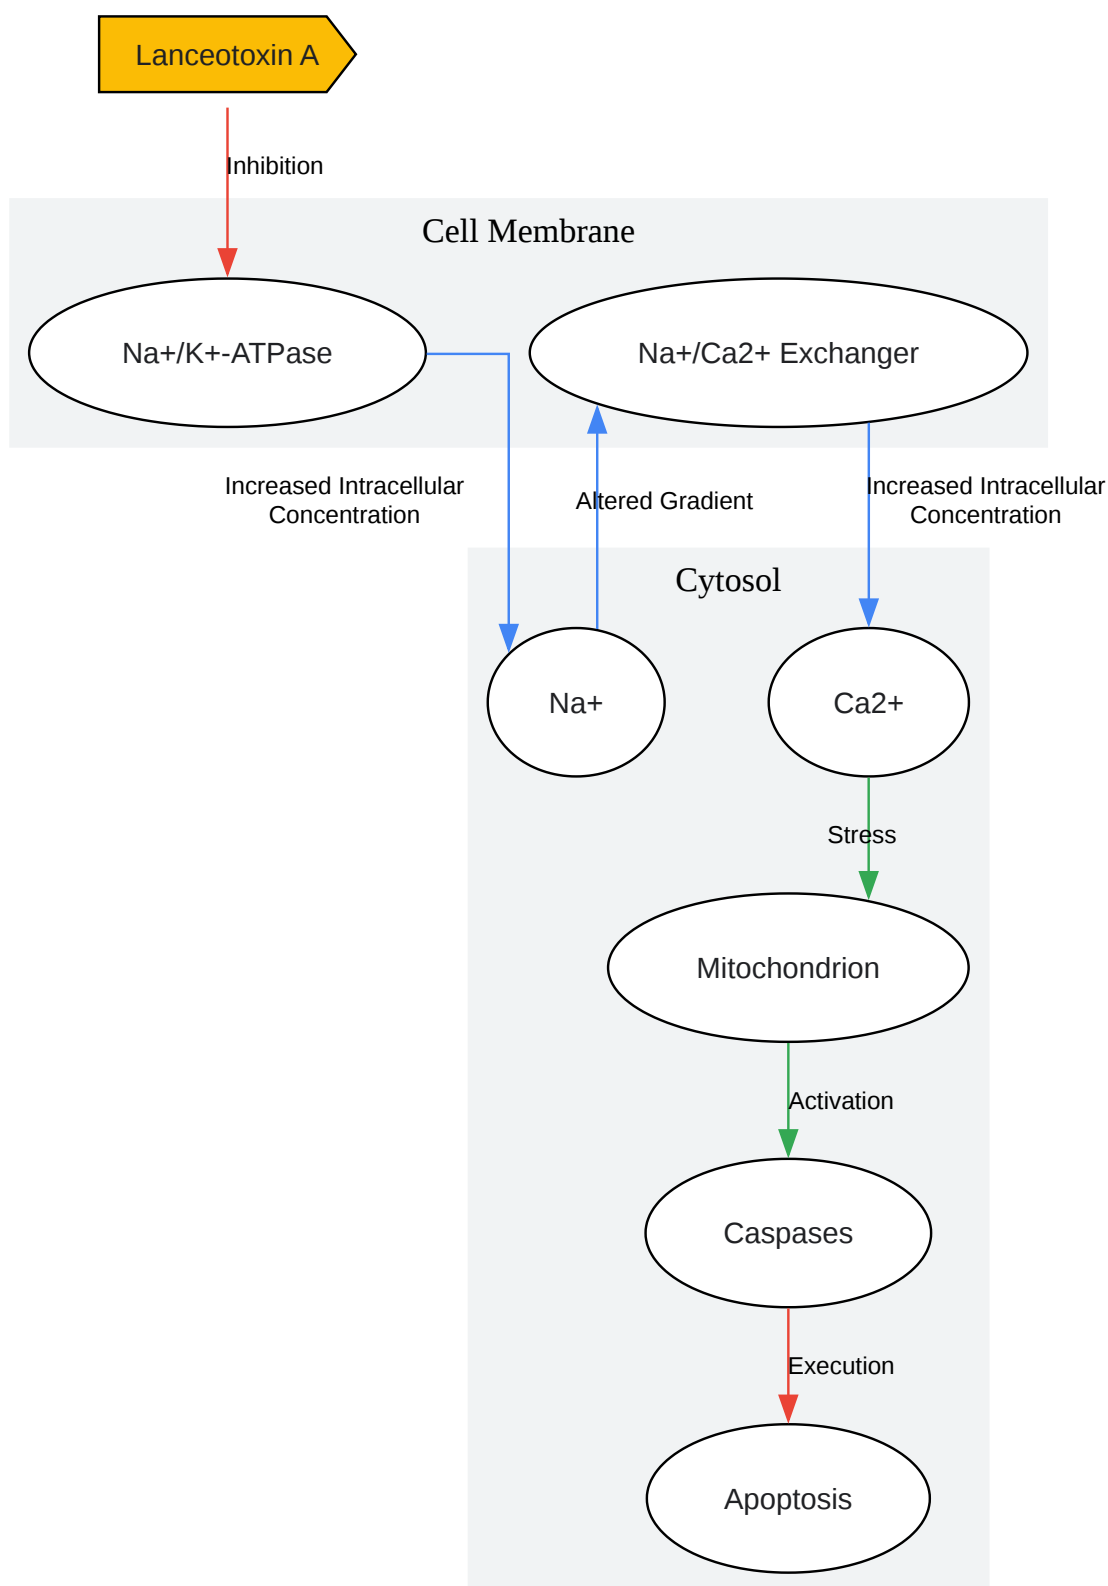 Lanceotoxin A
Inhibition
Cell Membrane
Na+/K+-ATPase
Na+/Ca2+ Exchanger
Increased Intracellular
Concentration
Altered Gradient
Increased Intracellular
Concentration
Cytosol
Na+
Ca2+
Stress
Mitochondrion
Activation
Caspases
Execution
Apoptosis